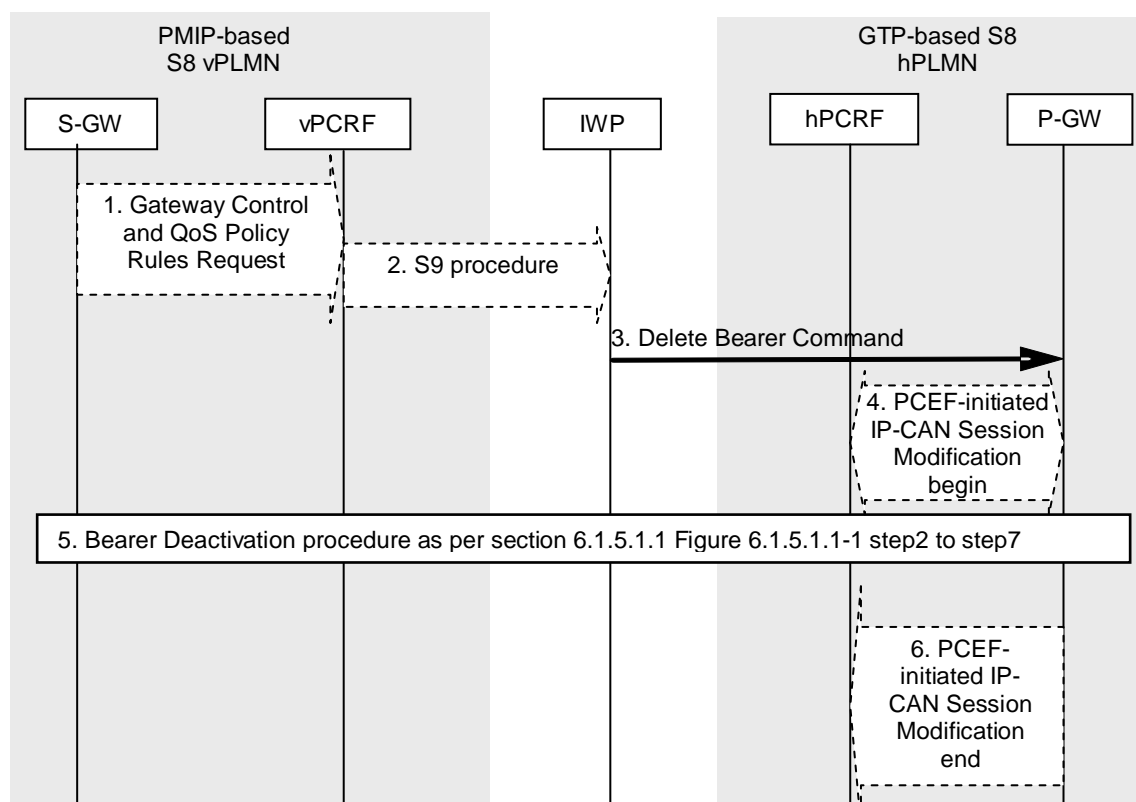 PMIP-based
S8 vPLMN
GTP-based S8
hPLMN
S-GW
vPCRF
IWP
hPCRF
P-GW
1. Gateway Control
and QoS Policy
Rules Request
2. S9 procedure
3. Delete Bearer Command
4. PCEF-initiated
IP-CAN Session
Modification
begin
5. Bearer Deactivation procedure as per section 6.1.5.1.1 Figure 6.1.5.1.1-1 step2 to step7
6. PCEF-
initiated IP-
CAN Session
Modification
end